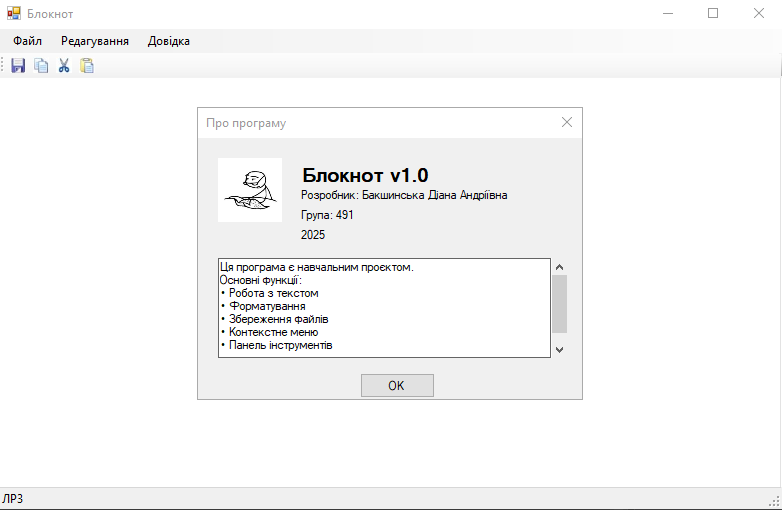 Блокнот
Файл Редагування Довідка
Про програму
Блокнот v1.0
Розробник: Бакшинська Діана Андріївна
Група: 491
2025
Ця програма є навчальним проєктом.
Основні функції:
• Робота з текстом
• Форматування
• Збереження файлів
• Контекстне меню
• Панель інструментів
OK
ЛР3